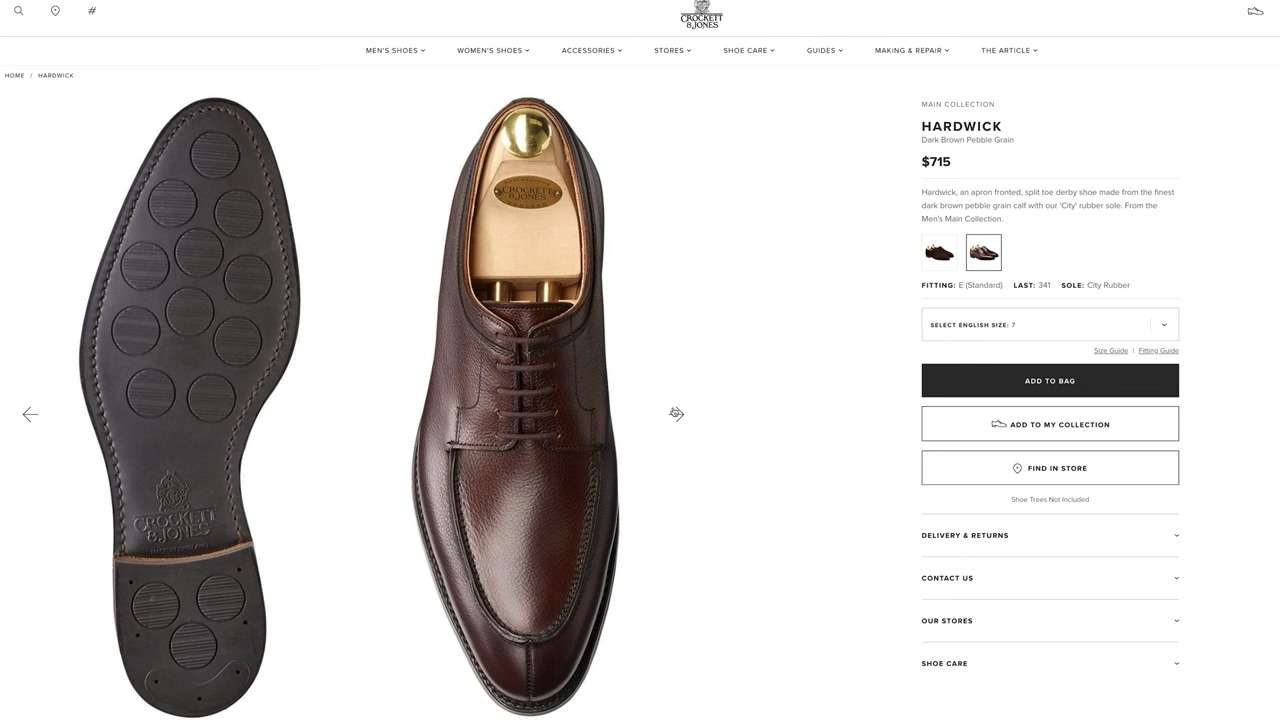 #
CROCKETT
& JONES
MEN'S SHOES
WOMEN'S SHOES
ACCESSORIES
STORES
SHOE CARE
GUIDES
MAKING & REPAIR
THE ARTICLE
HOME / HARDWICK
CROCKETT
& JONES
MADE IN ENGLAND
CROCKETT
& JONES
ENGLAND
MAIN COLLECTION
HARDWICK
Dark Brown Pebble Grain
$715
Hardwick, an apron fronted, split toe derby shoe made from the finest
dark brown pebble grain calf with our 'City' rubber sole. From the
Men's Main Collection.
FITTING: E (Standard) LAST: 341 SOLE: City Rubber
SELECT ENGLISH SIZE: 7
Size Guide | Fitting Guide
ADD TO BAG
ADD TO MY COLLECTION
FIND IN STORE
Shoe Trees Not Included
DELIVERY & RETURNS
CONTACT US
OUR STORES
SHOE CARE